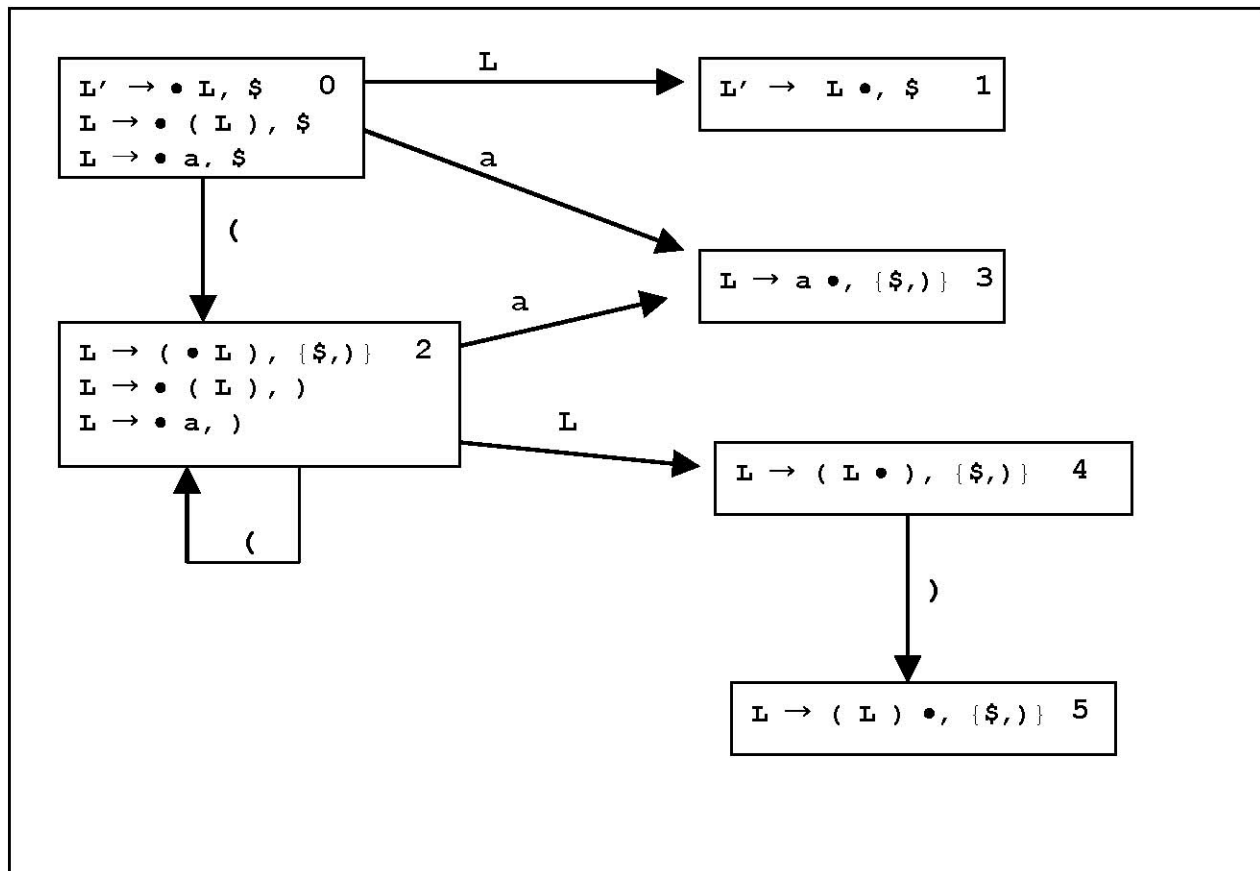 L
L' → • L, $ 0
L → • ( L ), $
L → • a, $
L' → L •, $ 1
a
(
L → a •, {$,)} 3
a
L → ( • L ), {$,)} 2
L → • ( L ), )
L → • a, )
L
L → ( L • ), {$,)} 4
(
)
L → ( L ) •, {$,)} 5